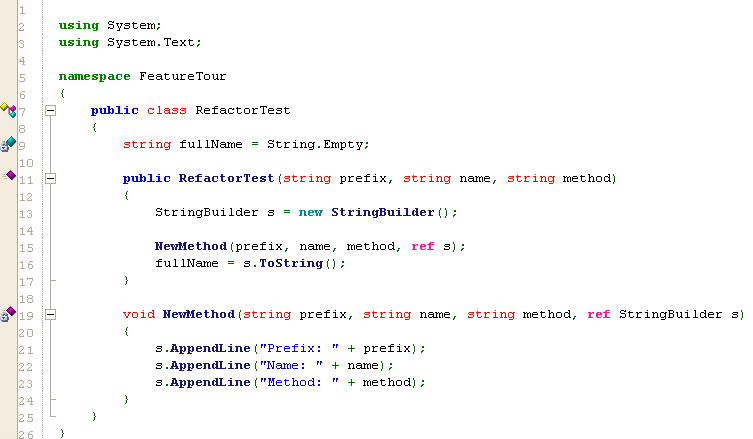 1
2 using System;
3 using System.Text;
4
5 namespace FeatureTour
6 {
7 public class RefactorTest
8 {
9 string fullName = String.Empty;
10
11 public RefactorTest(string prefix, string name, string method)
12 {
13 StringBuilder s = new StringBuilder();
14
15 NewMethod(prefix, name, method, ref s);
16 fullName = s.ToString();
17 }
18
19 void NewMethod(string prefix, string name, string method, ref StringBuilder s)
20 {
21 s.AppendLine("Prefix: " + prefix);
22 s.AppendLine("Name: " + name);
23 s.AppendLine("Method: " + method);
24 }
25 }
26 }